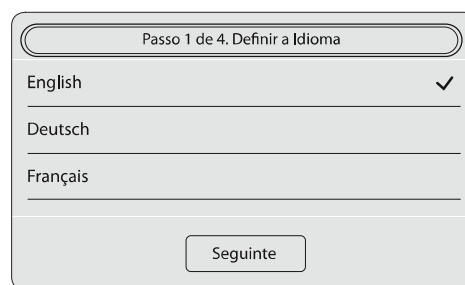 Passo 1 de 4. Definir a Idioma
English
Deutsch
Français
Seguinte